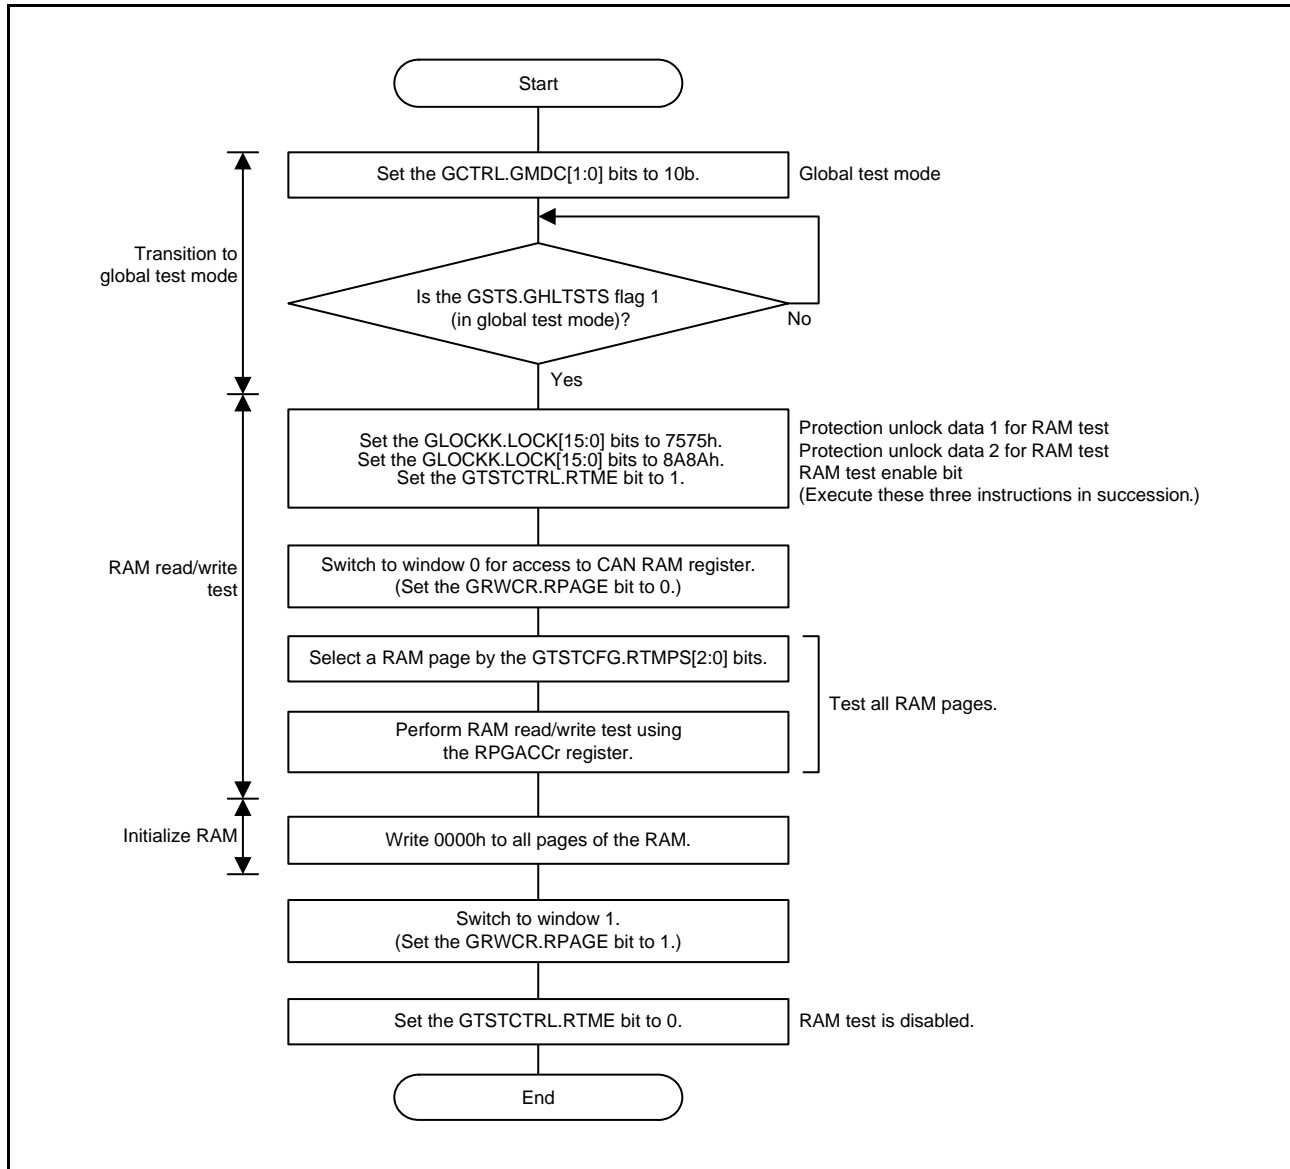 Start
Set the GCTRL.GMDC[1:0] bits to 10b.
Global test mode
Transition to
global test mode
Is the GSTS.GHLTSTS flag 1
(in global test mode)?
No
Yes
Set the GLOCKK.LOCK[15:0] bits to 7575h.
Set the GLOCKK.LOCK[15:0] bits to 8A8Ah.
Set the GTSTCTRL.RTME bit to 1.
Protection unlock data 1 for RAM test
Protection unlock data 2 for RAM test
RAM test enable bit
(Execute these three instructions in succession.)
RAM read/write
test
Switch to window 0 for access to CAN RAM register.
(Set the GRWCR.RPAGE bit to 0.)
Select a RAM page by the GTSTCFG.RTMPS[2:0] bits.
Test all RAM pages.
Perform RAM read/write test using
the RPGACCr register.
Initialize RAM
Write 0000h to all pages of the RAM.
Switch to window 1.
(Set the GRWCR.RPAGE bit to 1.)
Set the GTSTCTRL.RTME bit to 0.
RAM test is disabled.
End